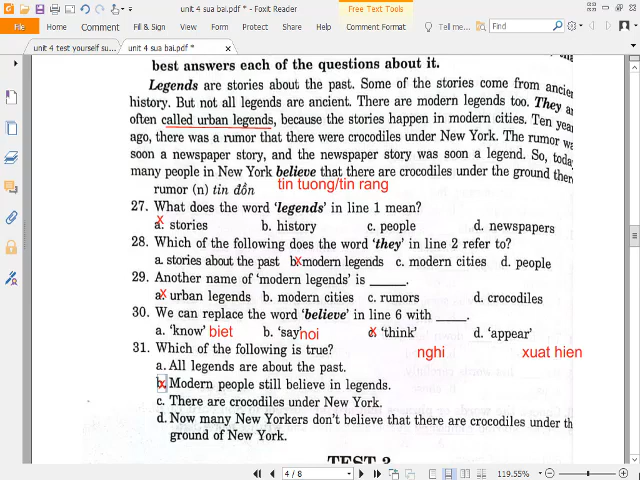 unit 4 sua bai.pdf * - Foxit Reader
Free Text Tools
File Home Comment Fill & Sign View Form Protect Share Help Comment Format Tell me... Find
unit 4 test yourself su... unit 4 sua bai.pdf *
best answers each of the questions about it.
Legends are stories about the past. Some of the stories come from ancien
history. But not all legends are ancient. There are modern legends too. They ar
often called urban legends, because the stories happen in modern cities. Ten year
ago, there was a rumor that there were crocodiles under New York. The rumor wa
soon a newspaper story, and the newspaper story was soon a legend. So, today
many people in New York believe that there are crocodiles under the ground ther
rumor (n) tin đồn tin tuong/tin rang
27. What does the word 'legends' in line 1 mean?
x
a. stories b. history c. people d. newspapers
28. Which of the following does the word 'they' in line 2 refer to?
a. stories about the past b. x modern legends c. modern cities d. people
29. Another name of 'modern legends' is _____.
a. x urban legends b. modern cities c. rumors d. crocodiles
30. We can replace the word 'believe' in line 6 with _____.
a. 'know' biet b. 'say' noi c. x 'think' d. 'appear'
31. Which of the following is true? nghi xuat hien
a. All legends are about the past.
b. x Modern people still believe in legends.
c. There are crocodiles under New York.
d. Now many New Yorkers don't believe that there are crocodiles under th
ground of New York.
TEST 2
4 / 8 119.55%